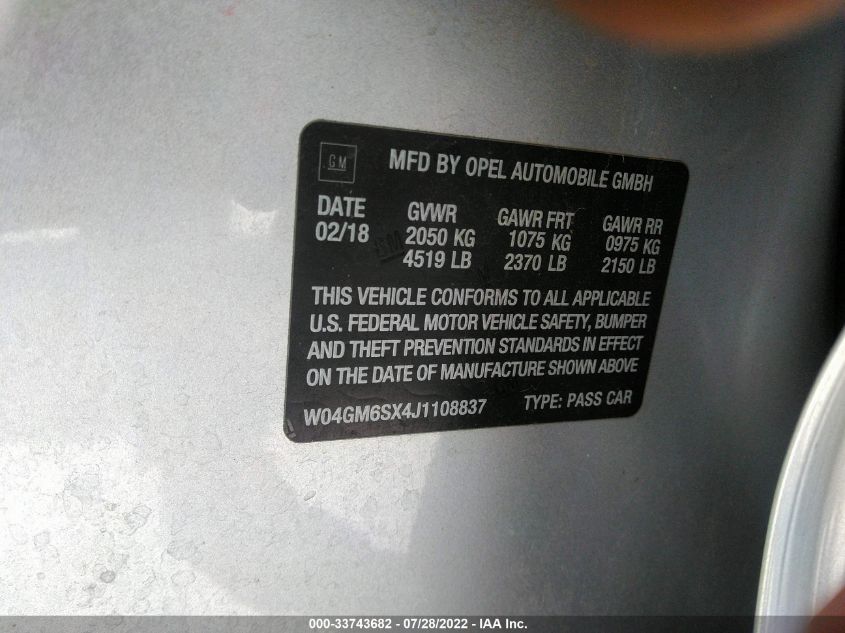 GM
MFD BY OPEL AUTOMOBILE GMBH
DATE GVWR GAWR FRT GAWR RR
02/18 2050 KG 1075 KG 0975 KG
4519 LB 2370 LB 2150 LB
THIS VEHICLE CONFORMS TO ALL APPLICABLE
U.S. FEDERAL MOTOR VEHICLE SAFETY, BUMPER
AND THEFT PREVENTION STANDARDS IN EFFECT
ON THE DATE OF MANUFACTURE SHOWN ABOVE
W04GM6SX4J1108837 TYPE: PASS CAR
000-33743682 - 07/28/2022 - IAA Inc.